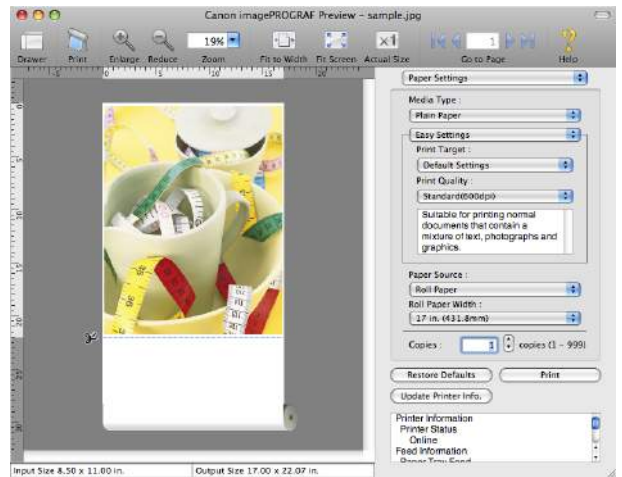 Canon imagePROGRAF Preview – sample.jpg
19%
1
Drawer Print Enlarge Reduce Zoom Fit to Width Fit Screen Actual Size Go to Page Help
Paper Settings
Media Type :
Plain Paper
Easy Settings
Print Target :
Default Settings
Print Quality :
Standard(600dpi)
Suitable for printing normal
documents that contain a
mixture of text, photographs and
graphics.
Paper Source :
Roll Paper
Roll Paper Width :
17 in. (431.8mm)
Copies : 1 copies (1 – 999)
Restore Defaults Print
Update Printer Info.
Printer Information
Printer Status
Online
Feed Information
Paper Tray Feed
Input Size 8.50 x 11.00 in. Output Size 17.00 x 22.07 in.